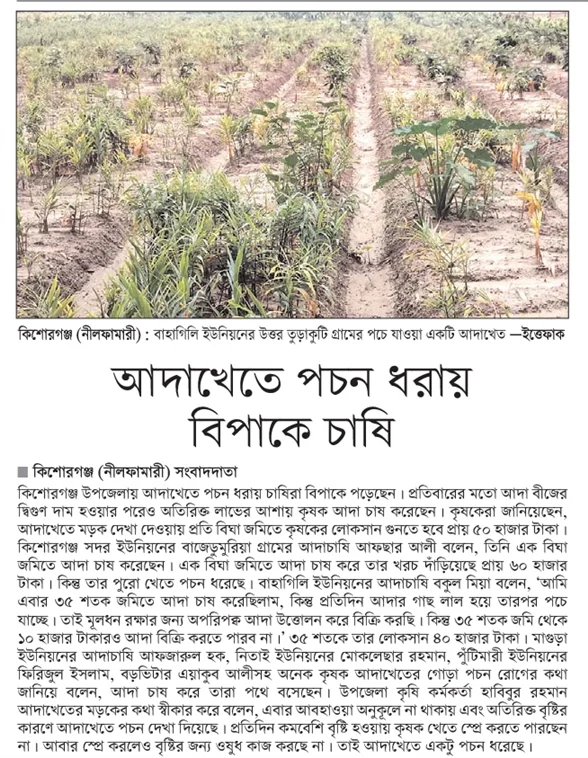 কিশোরগঞ্জ (নীলফামারী) : বাহাগিলি ইউনিয়নের উত্তর তুড়াকুটি গ্রামের পচে যাওয়া একটি আদাখেত —ইত্তেফাক
আদাখেতে পচন ধরায়
বিপাকে চাষি
কিশোরগঞ্জ (নীলফামারী) সংবাদদাতা
কিশোরগঞ্জ উপজেলায় আদাখেতে পচন ধরায় চাষিরা বিপাকে পড়েছেন। প্রতিবারের মতো আদা বীজের
দ্বিগুণ দাম হওয়ার পরেও অতিরিক্ত লাভের আশায় কৃষক আদা চাষ করেছেন। কৃষকেরা জানিয়েছেন,
আদাখেতে মড়ক দেখা দেওয়ায় প্রতি বিঘা জমিতে কৃষকের লোকসান গুনতে হবে প্রায় ৫০ হাজার টাকা।
কিশোরগঞ্জ সদর ইউনিয়নের বাজেডুমুরিয়া গ্রামের আদাচাষি আফছার আলী বলেন, তিনি এক বিঘা
জমিতে আদা চাষ করেছেন। এক বিঘা জমিতে আদা চাষ করে তার খরচ দাঁড়িয়েছে প্রায় ৬০ হাজার
টাকা। কিন্তু তার পুরো খেতে পচন ধরেছে। বাহাগিলি ইউনিয়নের আদাচাষি বকুল মিয়া বলেন, ‘আমি
এবার ৩৫ শতক জমিতে আদা চাষ করেছিলাম, কিন্তু প্রতিদিন আদার গাছ লাল হয়ে তারপর পচে
যাচ্ছে। তাই মূলধন রক্ষার জন্য অপরিপক্ব আদা উত্তোলন করে বিক্রি করছি। কিন্তু ৩৫ শতক জমি থেকে
১০ হাজার টাকারও আদা বিক্রি করতে পারব না।’ ৩৫ শতকে তার লোকসান ৪০ হাজার টাকা। মাগুড়া
ইউনিয়নের আদাচাষি আফজারুল হক, নিতাই ইউনিয়নের মোকলেছার রহমান, পুঁটিমারী ইউনিয়নের
ফিরিজুল ইসলাম, বড়ভিটার এয়াকুব আলীসহ অনেক কৃষক আদাখেতের গোড়া পচন রোগের কথা
জানিয়ে বলেন, আদা চাষ করে তারা পথে বসেছেন। উপজেলা কৃষি কর্মকর্তা হাবিবুর রহমান
আদাখেতের মড়কের কথা স্বীকার করে বলেন, এবার আবহাওয়া অনুকূলে না থাকায় এবং অতিরিক্ত বৃষ্টির
কারণে আদাখেতে পচন দেখা দিয়েছে। প্রতিদিন কমবেশি বৃষ্টি হওয়ায় কৃষক খেতে স্প্রে করতে পারছেন
না। আবার স্প্রে করলেও বৃষ্টির জন্য ওষুধ কাজ করছে না। তাই আদাখেতে একটু পচন ধরেছে।